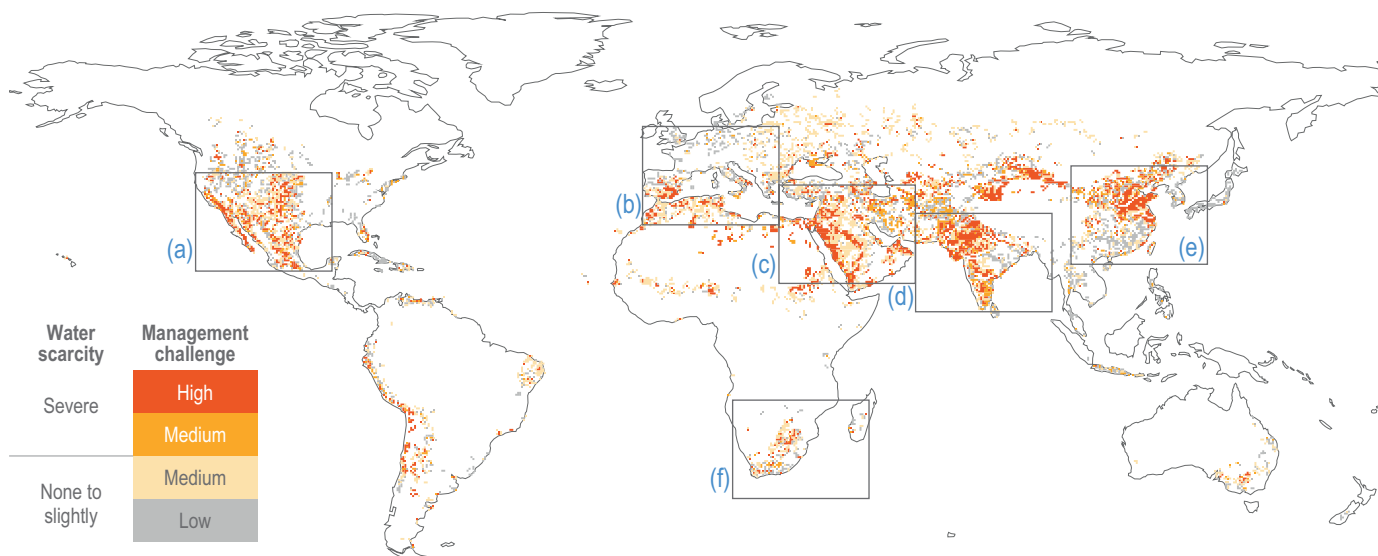 (a)
(b)
(c)
(d)
(e)
(f)
Water scarcity
Management challenge
Severe
High
Medium
None to slightly
Medium
Low